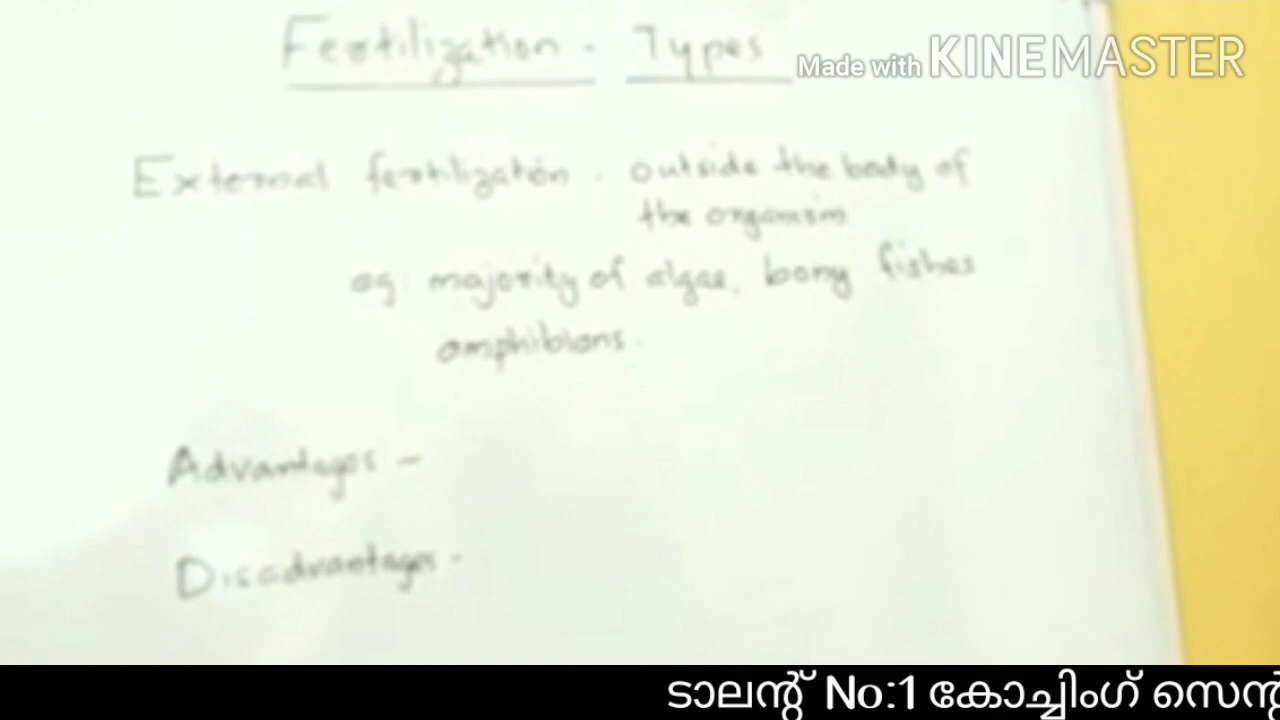 Fertilization - Types
Made with KINEMASTER
External fertilization . outside the body of
the organism
eg: majority of algae, bony fishes
amphibians.
Advantages -
Disadvantages -
ടാലന്റ് No:1 കോച്ചിംഗ് സെന്റ